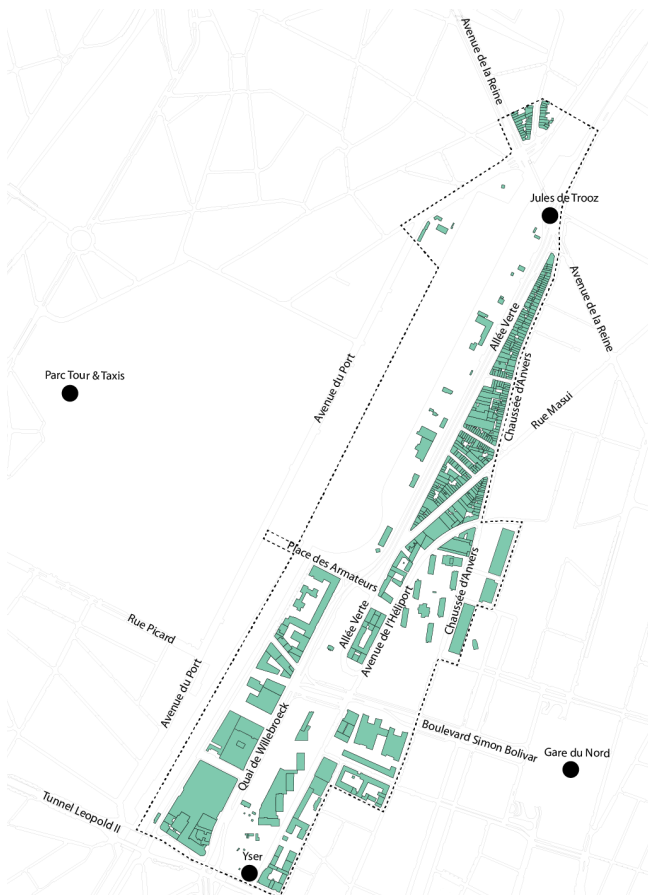 Avenue de la Reine
Jules de Trooz
Avenue de la Reine
Allée Verte
Parc Tour & Taxis
Avenue du Port
Chaussée d'Anvers
Rue Masui
Place des Armateurs
Rue Picard
Allée Verte
Avenue de l'Héliport
Chaussée d'Anvers
Avenue du Port
Quai de Willebroeck
Boulevard Simon Bolivar
Gare du Nord
Tunnel Leopold II
Yser